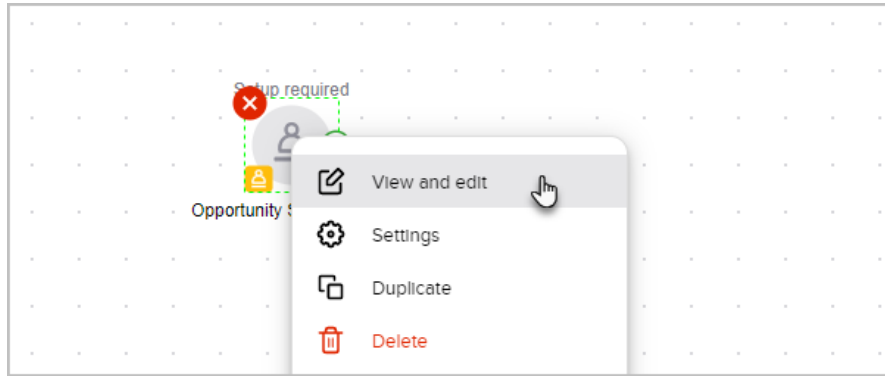 Setup required
View and edit
Opportunity
Settings
Duplicate
Delete